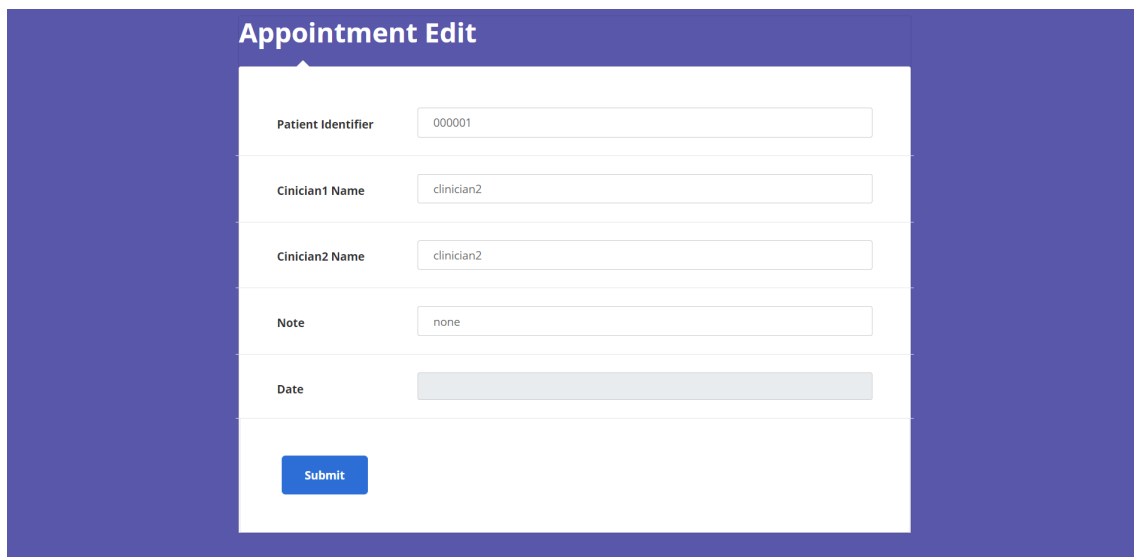 Appointment Edit
Patient Identifier 000001
Cinician1 Name clinician2
Cinician2 Name clinician2
Note none
Date
Submit